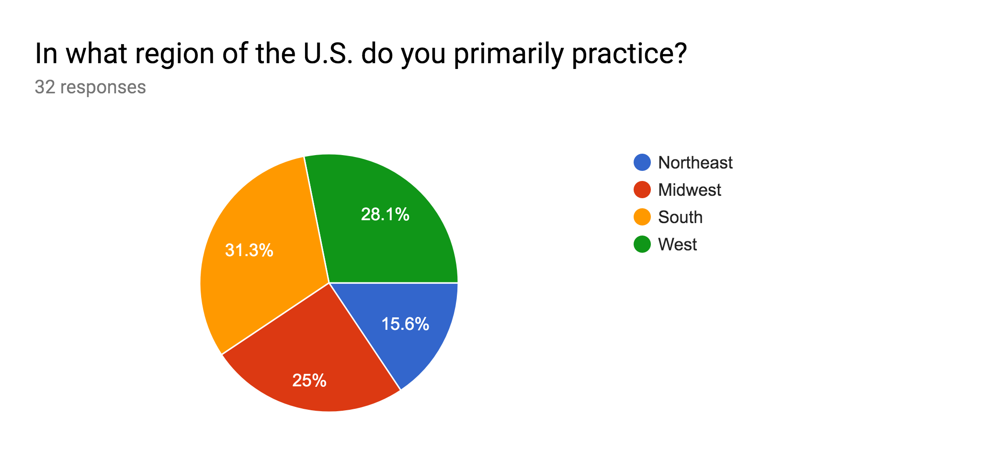 In what region of the U.S. do you primarily practice?
32 responses
28.1%
31.3%
15.6%
25%
Northeast
Midwest
South
West